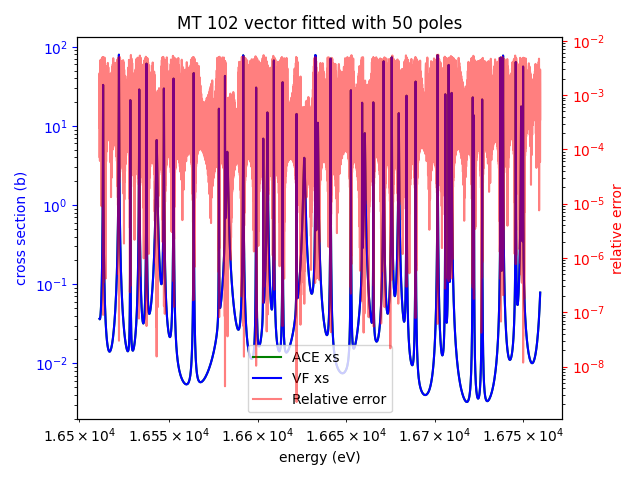 MT 102 vector fitted with 50 poles
10²
10¹
10⁰
10⁻¹
10⁻²
cross section (b)
10⁻²
10⁻³
10⁻⁴
10⁻⁵
10⁻⁶
10⁻⁷
10⁻⁸
relative error
ACE xs
VF xs
Relative error
1.65 × 10⁴ 1.655 × 10⁴ 1.66 × 10⁴ 1.665 × 10⁴ 1.67 × 10⁴ 1.675 × 10⁴
energy (eV)